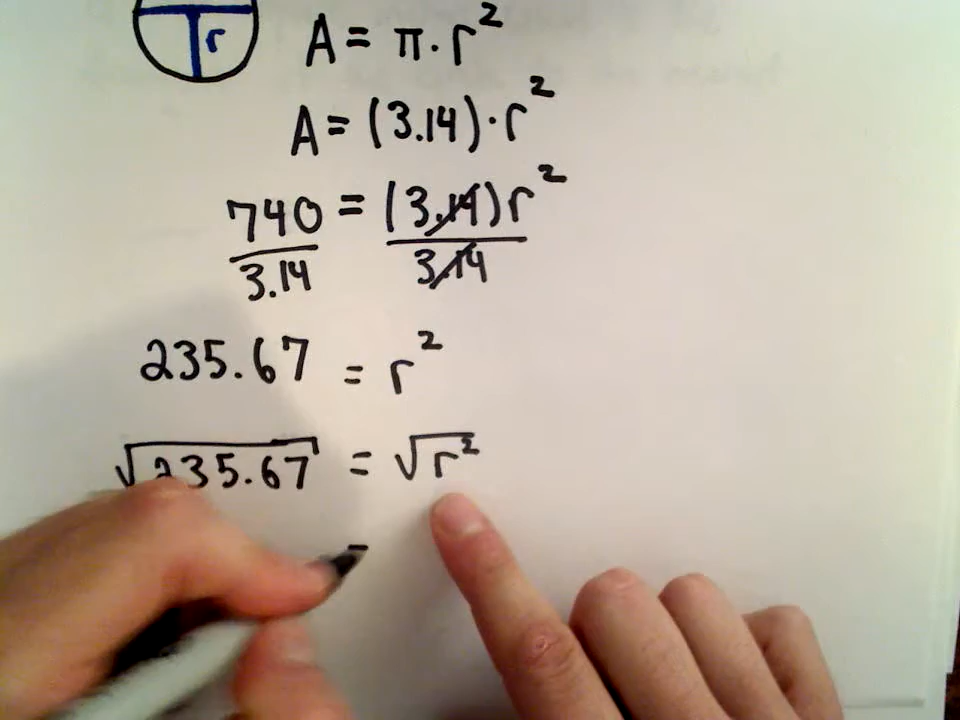 r
A = π · r²
A = (3.14) · r²
740 = (3.14) r²
3.14 3.14
235.67 = r²
√235.67 = √r²
=